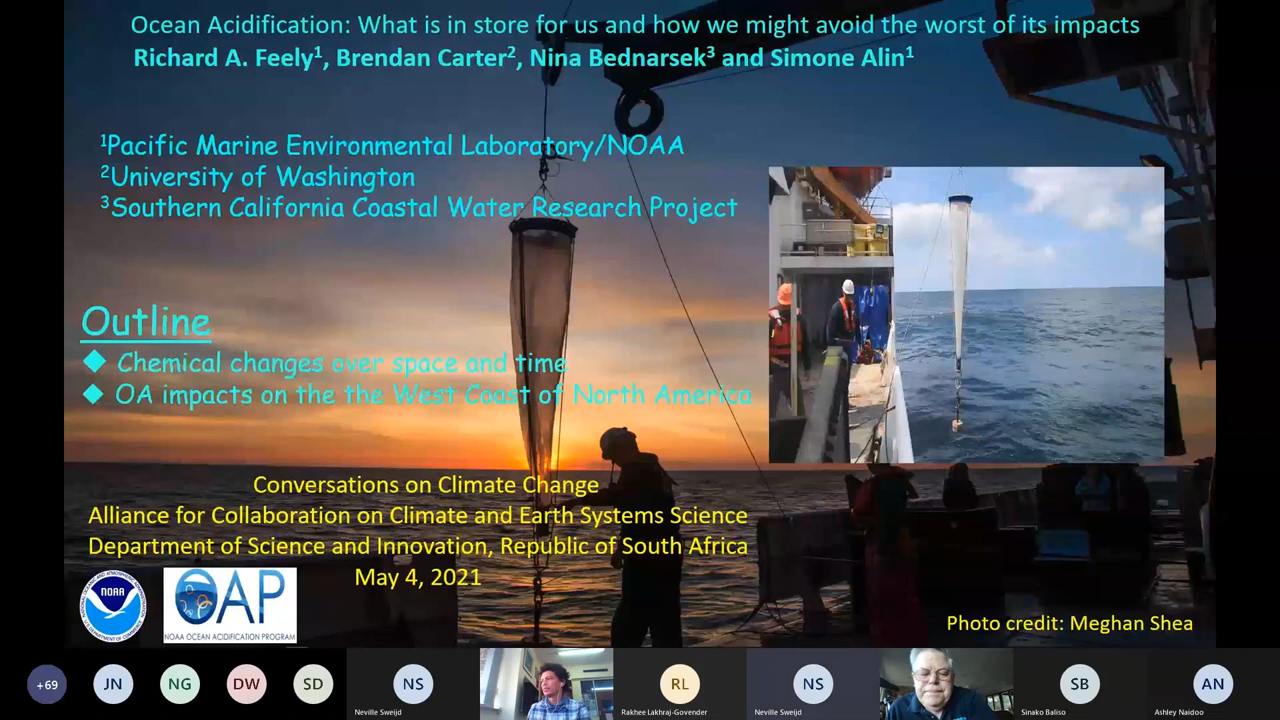 Ocean Acidification: What is in store for us and how we might avoid the worst of its impacts
Richard A. Feely¹, Brendan Carter², Nina Bednarsek³ and Simone Alin¹
¹Pacific Marine Environmental Laboratory/NOAA
²University of Washington
³Southern California Coastal Water Research Project
Outline
◆ Chemical changes over space and time
◆ OA impacts on the the West Coast of North America
Conversations on Climate Change
Alliance for Collaboration on Climate and Earth Systems Science
Department of Science and Innovation, Republic of South Africa
May 4, 2021
NOAA
OAP
NOAA OCEAN ACIDIFICATION PROGRAM
Photo credit: Meghan Shea
+69
JN
NG
DW
SD
NS
Neville Sweijd
RL
Rakhee Lakhraj-Govender
NS
Neville Sweijd
SB
Sinako Baliso
AN
Ashley Naidoo